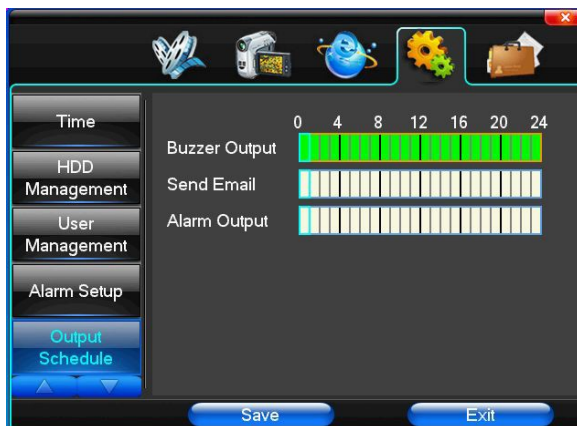 Time
HDD
Management
User
Management
Alarm Setup
Output
Schedule
0 4 8 12 16 20 24
Buzzer Output
Send Email
Alarm Output
Save
Exit